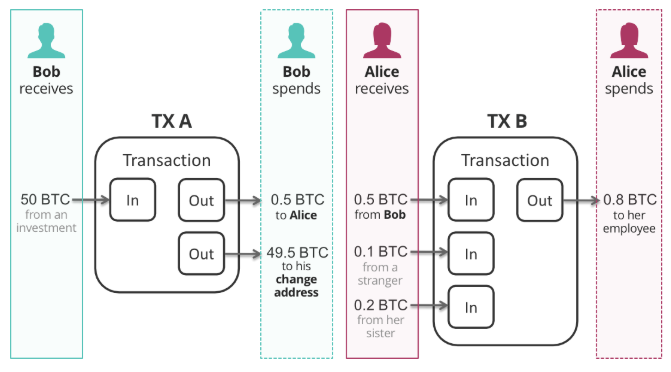 Bob
receives
Bob
spends
Alice
receives
Alice
spends
TX A
TX B
Transaction
Transaction
50 BTC
from an
investment
In
Out
0.5 BTC
to Alice
Out
49.5 BTC
to his
change
address
0.5 BTC
from Bob
In
Out
0.8 BTC
to her
employee
0.1 BTC
from a
stranger
In
0.2 BTC
from her
sister
In